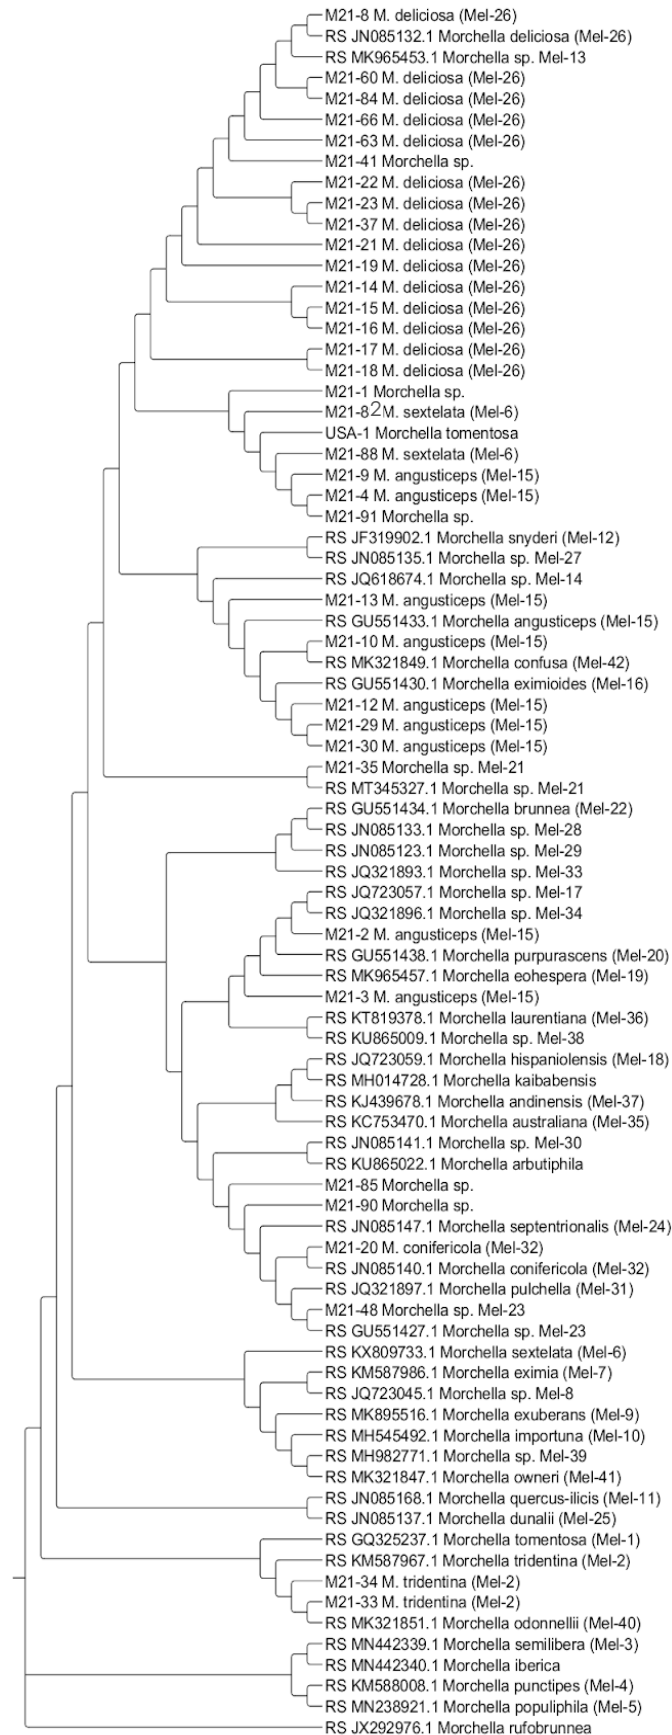 M21-8 M. deliciosa (Mel-26)
RS JN085132.1 Morchella deliciosa (Mel-26)
RS MK965453.1 Morchella sp. Mel-13
M21-60 M. deliciosa (Mel-26)
M21-84 M. deliciosa (Mel-26)
M21-66 M. deliciosa (Mel-26)
M21-63 M. deliciosa (Mel-26)
M21-41 Morchella sp.
M21-22 M. deliciosa (Mel-26)
M21-23 M. deliciosa (Mel-26)
M21-37 M. deliciosa (Mel-26)
M21-21 M. deliciosa (Mel-26)
M21-19 M. deliciosa (Mel-26)
M21-14 M. deliciosa (Mel-26)
M21-15 M. deliciosa (Mel-26)
M21-16 M. deliciosa (Mel-26)
M21-17 M. deliciosa (Mel-26)
M21-18 M. deliciosa (Mel-26)
M21-1 Morchella sp.
M21-82 M. sextelata (Mel-6)
USA-1 Morchella tomentosa
M21-88 M. sextelata (Mel-6)
M21-9 M. angusticeps (Mel-15)
M21-4 M. angusticeps (Mel-15)
M21-91 Morchella sp.
RS JF319902.1 Morchella snyderi (Mel-12)
RS JN085135.1 Morchella sp. Mel-27
RS JQ618674.1 Morchella sp. Mel-14
M21-13 M. angusticeps (Mel-15)
RS GU551433.1 Morchella angusticeps (Mel-15)
M21-10 M. angusticeps (Mel-15)
RS MK321849.1 Morchella confusa (Mel-42)
RS GU551430.1 Morchella eximioides (Mel-16)
M21-12 M. angusticeps (Mel-15)
M21-29 M. angusticeps (Mel-15)
M21-30 M. angusticeps (Mel-15)
M21-35 Morchella sp. Mel-21
RS MT345327.1 Morchella sp. Mel-21
RS GU551434.1 Morchella brunnea (Mel-22)
RS JN085133.1 Morchella sp. Mel-28
RS JN085123.1 Morchella sp. Mel-29
RS JQ321893.1 Morchella sp. Mel-33
RS JQ723057.1 Morchella sp. Mel-17
RS JQ321896.1 Morchella sp. Mel-34
M21-2 M. angusticeps (Mel-15)
RS GU551438.1 Morchella purpurascens (Mel-20)
RS MK965457.1 Morchella eohespera (Mel-19)
M21-3 M. angusticeps (Mel-15)
RS KT819378.1 Morchella laurentiana (Mel-36)
RS KU865009.1 Morchella sp. Mel-38
RS JQ723059.1 Morchella hispaniolensis (Mel-18)
RS MH014728.1 Morchella kaibabensis
RS KJ439678.1 Morchella andinensis (Mel-37)
RS KC753470.1 Morchella australiana (Mel-35)
RS JN085141.1 Morchella sp. Mel-30
RS KU865022.1 Morchella arbutiphila
M21-85 Morchella sp.
M21-90 Morchella sp.
RS JN085147.1 Morchella septentrionalis (Mel-24)
M21-20 M. conifericola (Mel-32)
RS JN085140.1 Morchella conifericola (Mel-32)
RS JQ321897.1 Morchella pulchella (Mel-31)
M21-48 Morchella sp. Mel-23
RS GU551427.1 Morchella sp. Mel-23
RS KX809733.1 Morchella sextelata (Mel-6)
RS KM587986.1 Morchella eximia (Mel-7)
RS JQ723045.1 Morchella sp. Mel-8
RS MK895516.1 Morchella exuberans (Mel-9)
RS MH545492.1 Morchella importuna (Mel-10)
RS MH982771.1 Morchella sp. Mel-39
RS MK321847.1 Morchella owneri (Mel-41)
RS JN085168.1 Morchella quercus-ilicis (Mel-11)
RS JN085137.1 Morchella dunalii (Mel-25)
RS GQ325237.1 Morchella tomentosa (Mel-1)
RS KM587967.1 Morchella tridentina (Mel-2)
M21-34 M. tridentina (Mel-2)
M21-33 M. tridentina (Mel-2)
RS MK321851.1 Morchella odonnellii (Mel-40)
RS MN442339.1 Morchella semilibera (Mel-3)
RS MN442340.1 Morchella iberica
RS KM588008.1 Morchella punctipes (Mel-4)
RS MN238921.1 Morchella populiphila (Mel-5)
RS JX292976.1 Morchella rufobrunnea